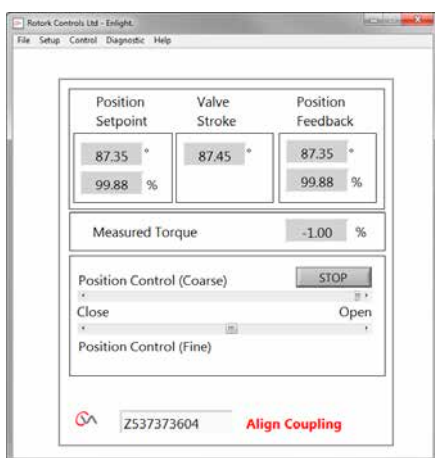 Rotork Controls Ltd - Enlight.
File Setup Control Diagnostic Help
Position Setpoint
Valve Stroke
Position Feedback
87.35 °
87.45 °
87.35 °
99.88 %
99.88 %
Measured Torque -1.00 %
Position Control (Coarse) STOP
Close Open
Position Control (Fine)
Z537373604 Align Coupling